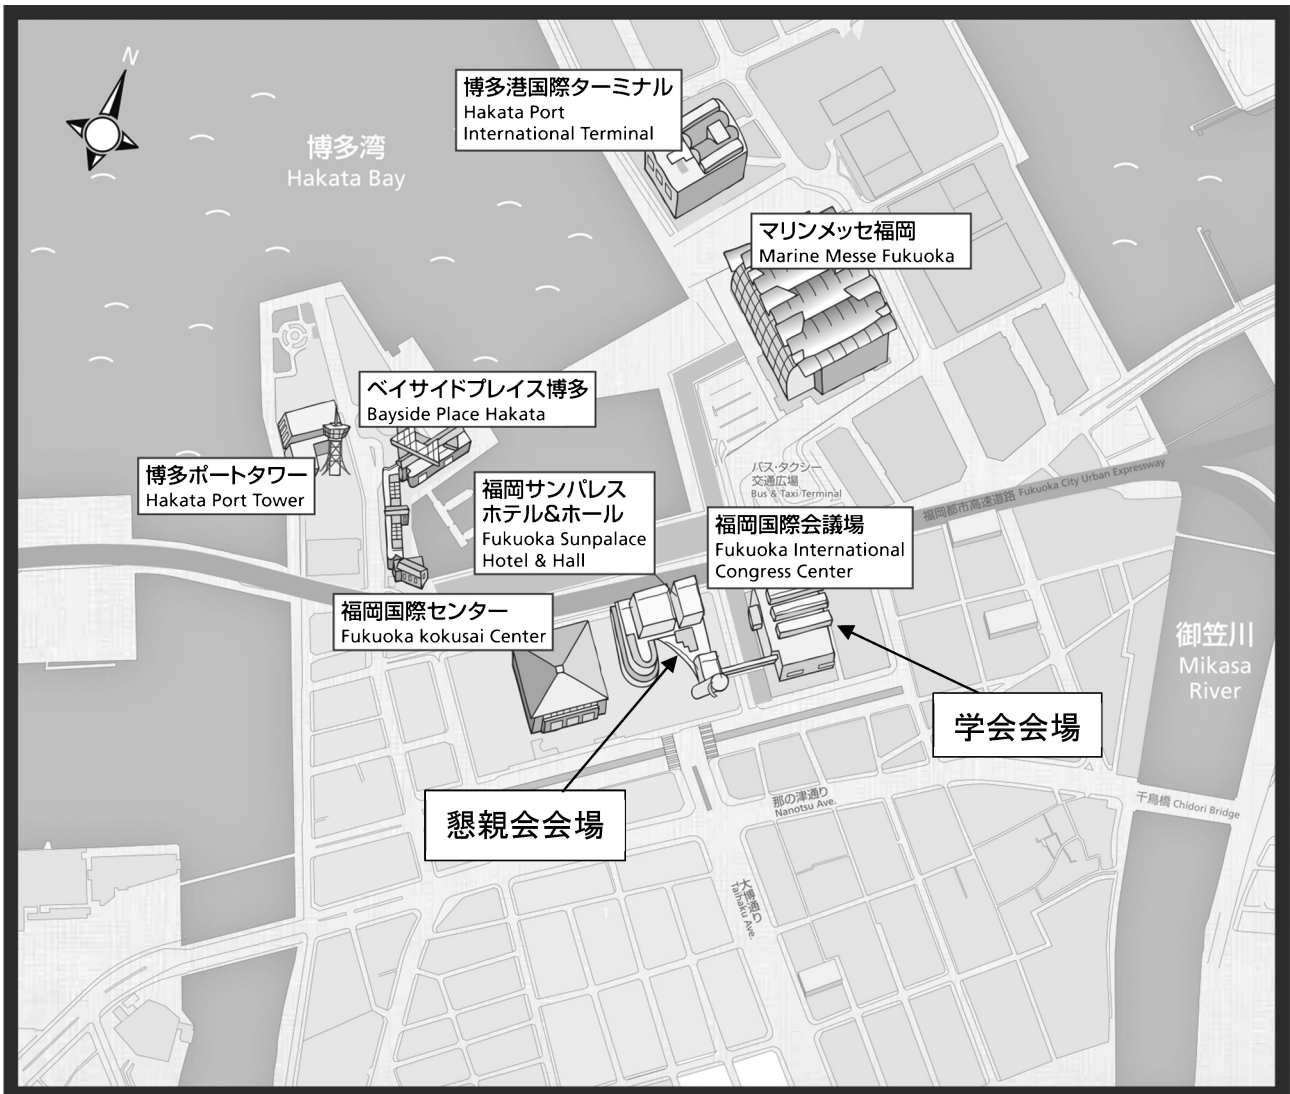 N
博多港国際ターミナル
Hakata Port
International Terminal
博多湾
Hakata Bay
マリンメッセ福岡
Marine Messe Fukuoka
ベイサイドプレイス博多
Bayside Place Hakata
博多ポートタワー
Hakata Port Tower
福岡サンパレス
ホテル&ホール
Fukuoka Sunpalace
Hotel & Hall
バス・タクシー
交通広場
Bus & Taxi Terminal
福岡都市高速道路 Fukuoka City Urban Expressway
福岡国際会議場
Fukuoka International
Congress Center
福岡国際センター
Fukuoka kokusai Center
御笠川
Mikasa
River
学会会場
懇親会会場
那の津通り
Nanotsu Ave.
千鳥橋 Chidori Bridge
大博通り
Taihaku Ave.